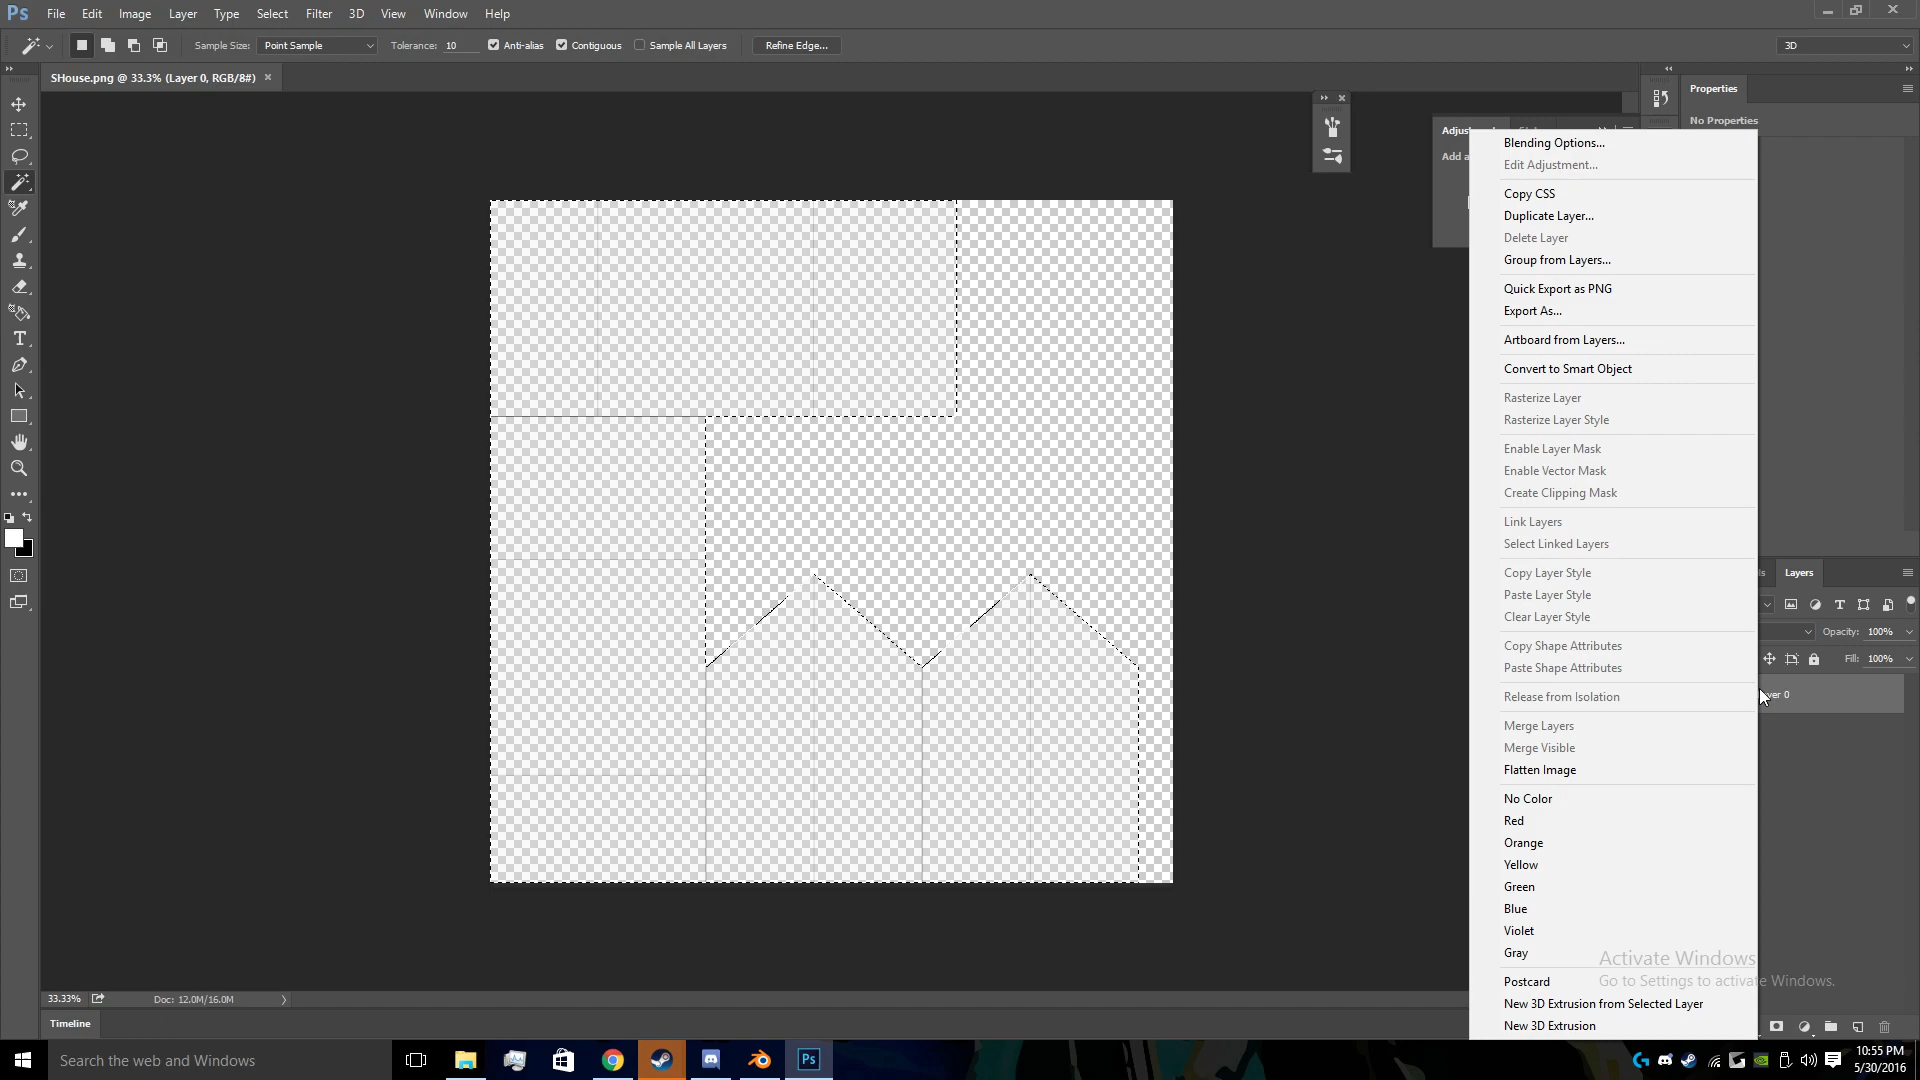 Ps File Edit Image Layer Type Select Filter 3D View Window Help
Sample Size: Point Sample Tolerance: 10 Anti-alias Contiguous Sample All Layers Refine Edge... 3D
SHouse.png @ 33.3% (Layer 0, RGB/8#) ×
Properties
No Properties
Add a
Blending Options...
Edit Adjustment...
Copy CSS
Duplicate Layer...
Delete Layer
Group from Layers...
Quick Export as PNG
Export As...
Artboard from Layers...
Convert to Smart Object
Rasterize Layer
Rasterize Layer Style
Enable Layer Mask
Enable Vector Mask
Create Clipping Mask
Link Layers
Select Linked Layers
Copy Layer Style
Paste Layer Style
Clear Layer Style
Copy Shape Attributes
Paste Shape Attributes
Release from Isolation
Merge Layers
Merge Visible
Flatten Image
No Color
Red
Orange
Yellow
Green
Blue
Violet
Gray
Postcard
New 3D Extrusion from Selected Layer
New 3D Extrusion
Layers
Opacity: 100%
Fill: 100%
yer 0
Activate Windows
Go to Settings to activate Windows.
33.33% Doc: 12.0M/16.0M
Timeline
Search the web and Windows
Ps
10:55 PM
5/30/2016